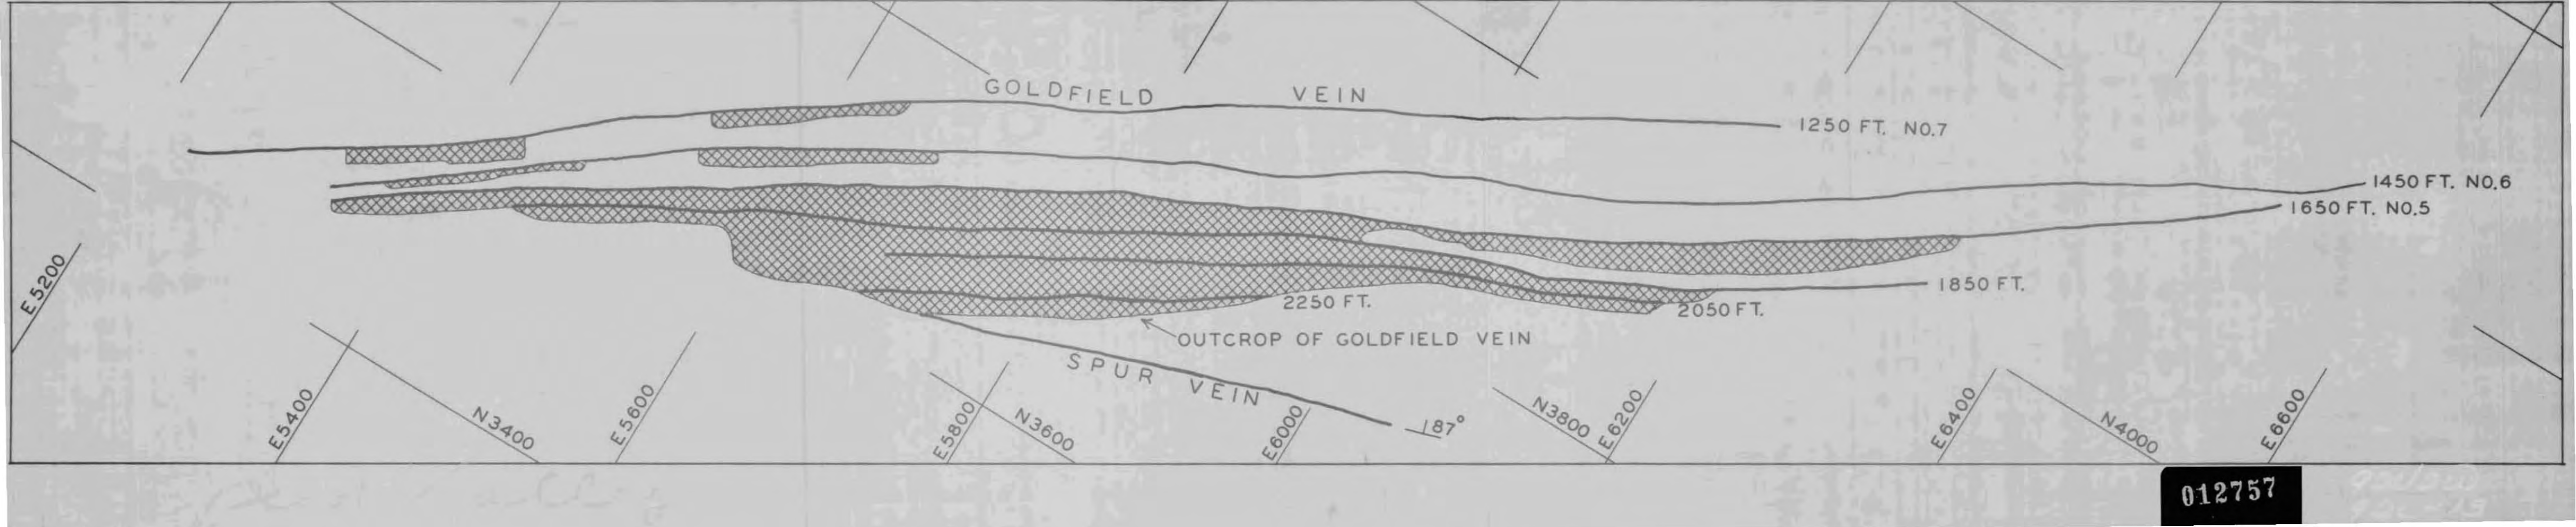 GOLDFIELD VEIN
1250 FT. NO.7
1450 FT. NO.6
1650 FT. NO.5
E 5200
1850 FT.
2250 FT.
2050 FT.
OUTCROP OF GOLDFIELD VEIN
SPUR VEIN
E5400
N3400
E5600
E5800
N3600
E6000
87°
N3800
E6200
E6400
N4000
E6600
012757